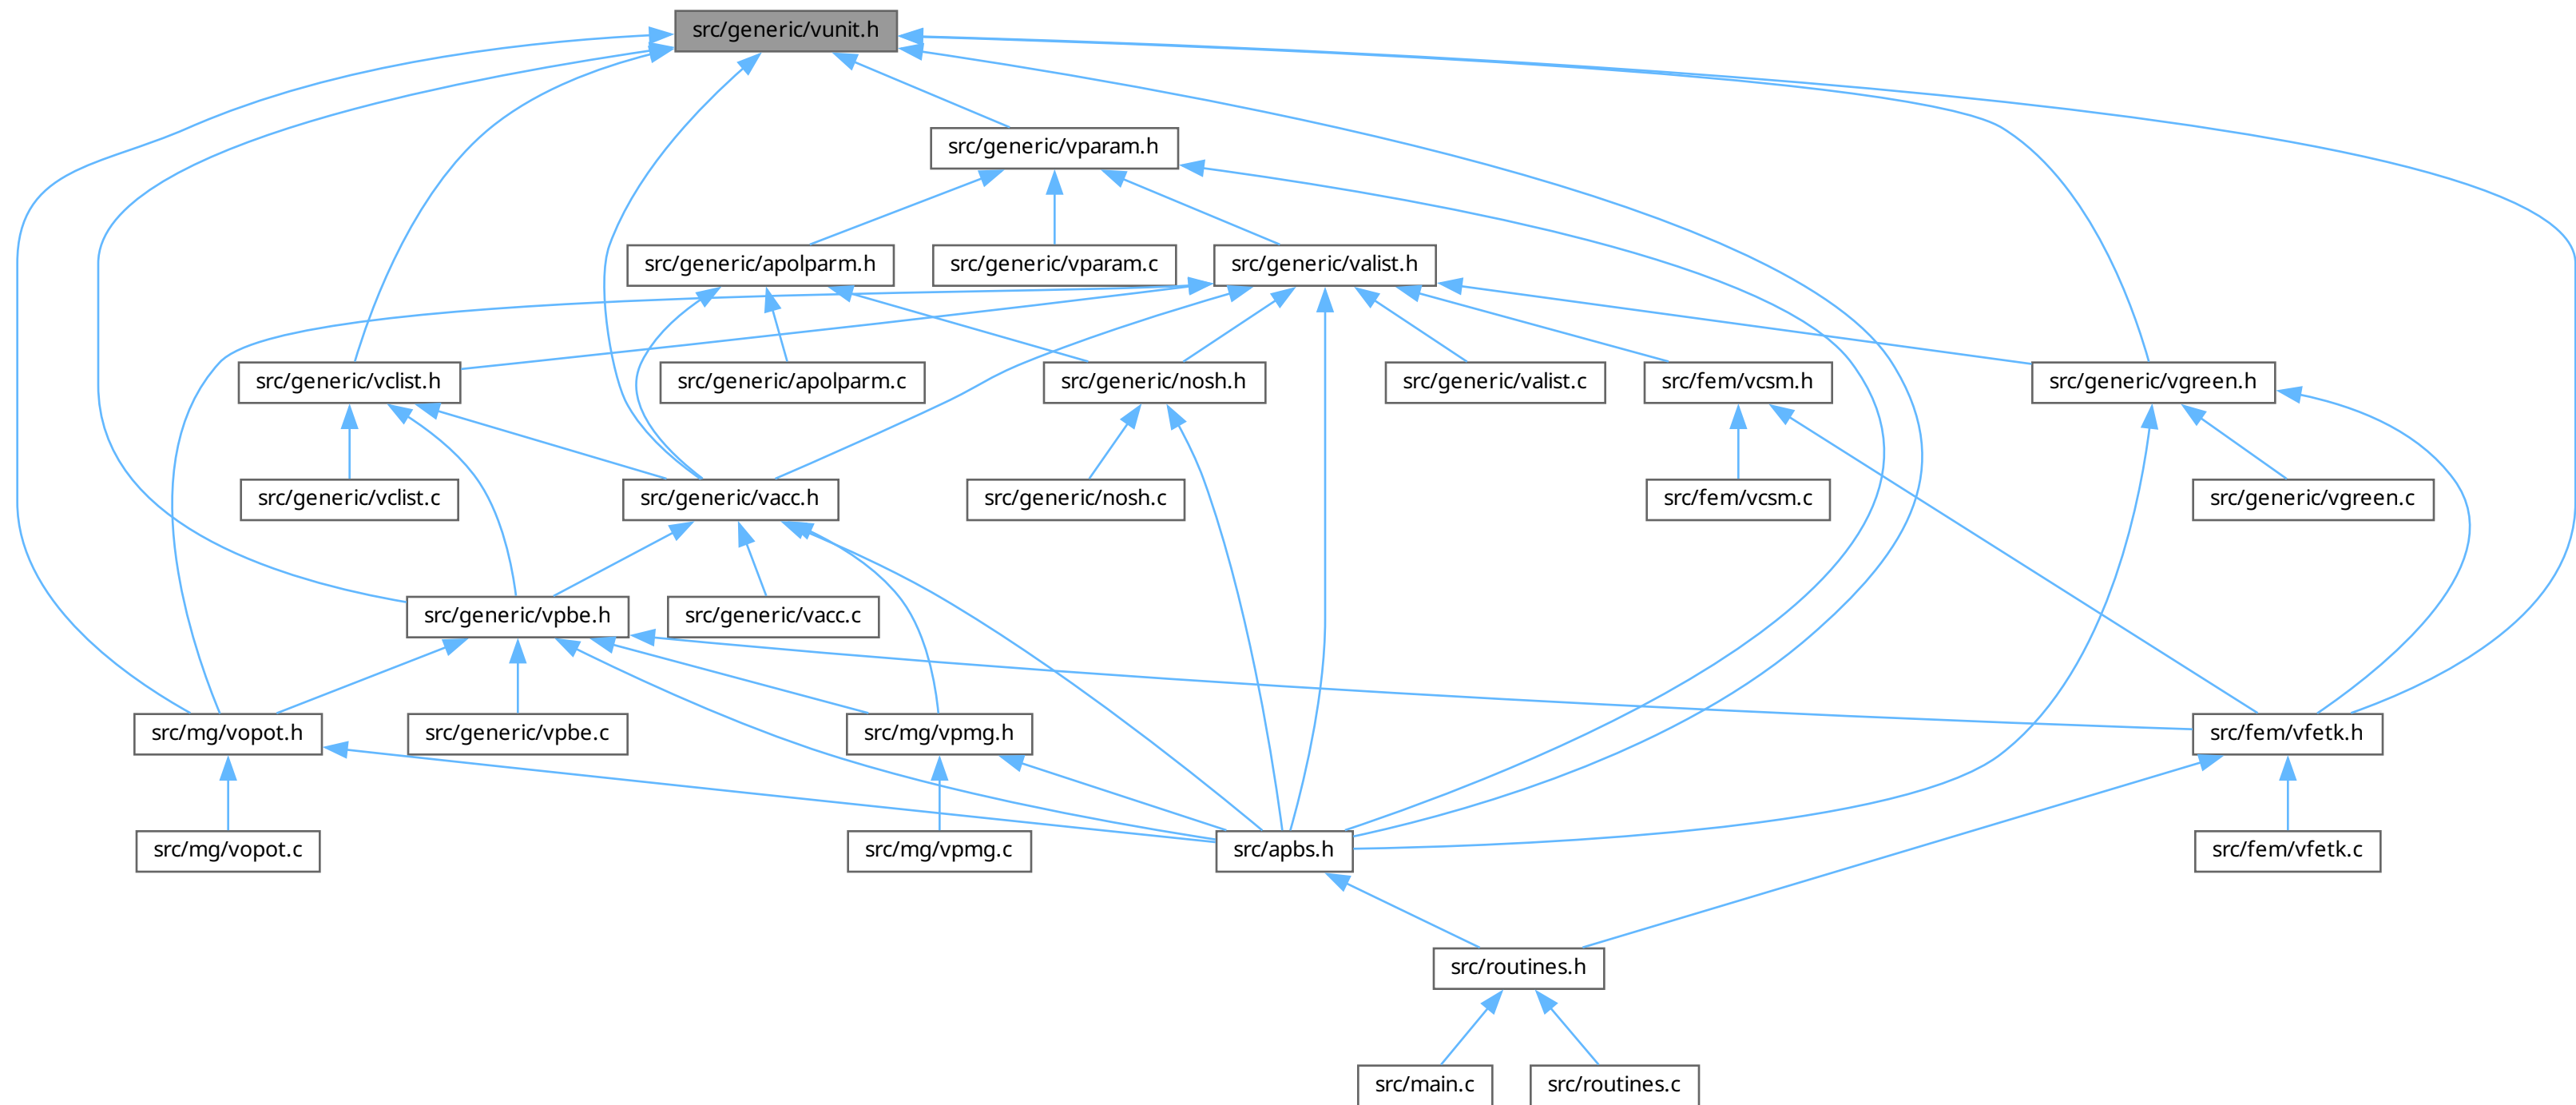 src/generic/vunit.h
src/generic/vparam.h
src/generic/apolparm.h
src/generic/vparam.c
src/generic/valist.h
src/generic/vclist.h
src/generic/apolparm.c
src/generic/nosh.h
src/generic/valist.c
src/fem/vcsm.h
src/generic/vgreen.h
src/generic/vclist.c
src/generic/vacc.h
src/generic/nosh.c
src/fem/vcsm.c
src/generic/vgreen.c
src/generic/vpbe.h
src/generic/vacc.c
src/mg/vopot.h
src/generic/vpbe.c
src/mg/vpmg.h
src/fem/vfetk.h
src/mg/vopot.c
src/mg/vpmg.c
src/apbs.h
src/fem/vfetk.c
src/routines.h
src/main.c
src/routines.c